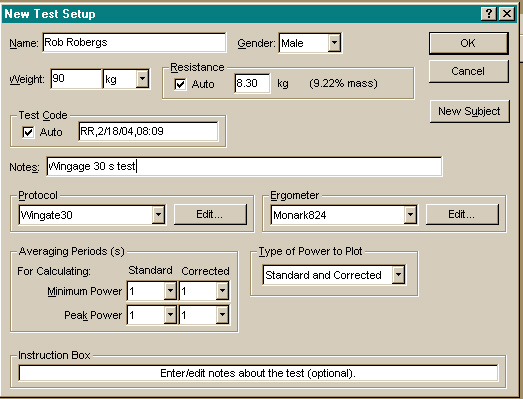 New Test Setup
Name: Rob Robergs Gender: Male OK
Weight: 90 kg Resistance Auto 8.30 kg (9.22% mass) Cancel
New Subject
Test Code
Auto RR,2/18/04,08:09
Notes: Wingage 30 s test
Protocol Ergometer
Wingate30 Edit... Monark824 Edit...
Averaging Periods (s) Type of Power to Plot
For Calculating: Standard Corrected Standard and Corrected
Minimum Power 1 1
Peak Power 1 1
Instruction Box
Enter/edit notes about the test (optional).